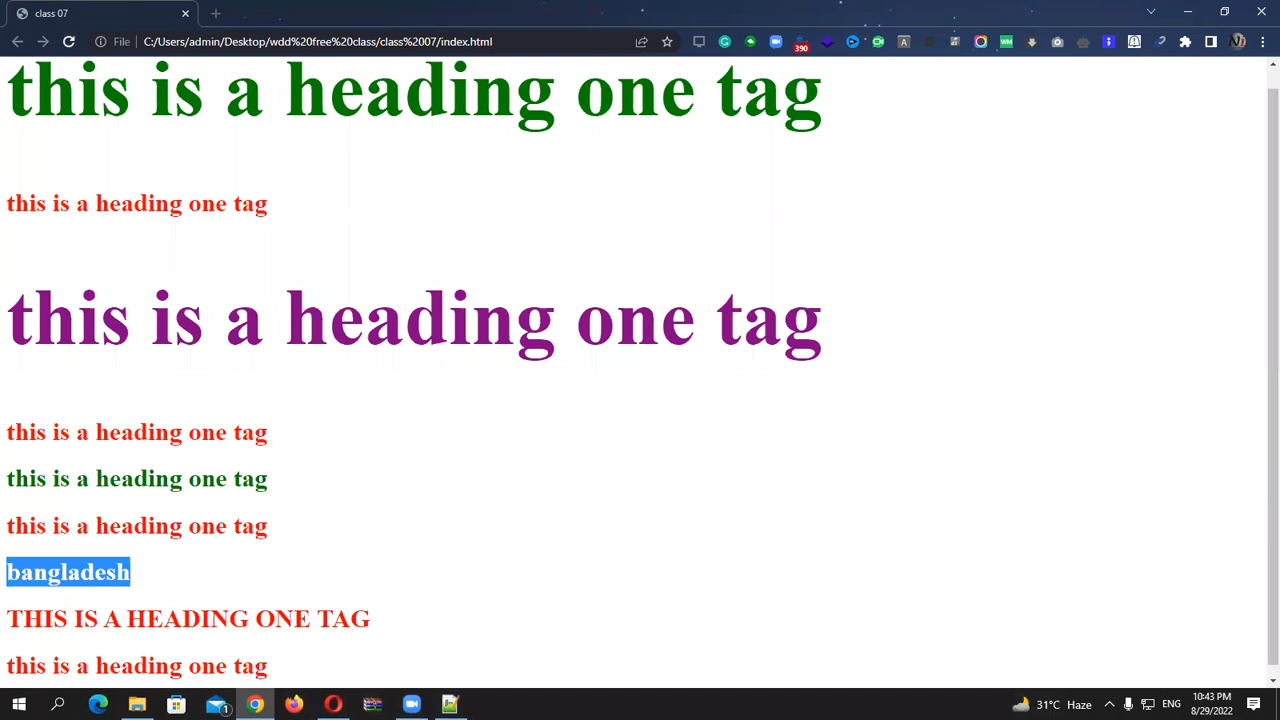 class 07
File C:/Users/admin/Desktop/wdd%20free%20class/class%2007/index.html
390
WM
A
this is a heading one tag
this is a heading one tag
this is a heading one tag
this is a heading one tag
this is a heading one tag
this is a heading one tag
bangladesh
THIS IS A HEADING ONE TAG
this is a heading one tag
1
31°C Haze
ENG
10:43 PM
8/29/2022